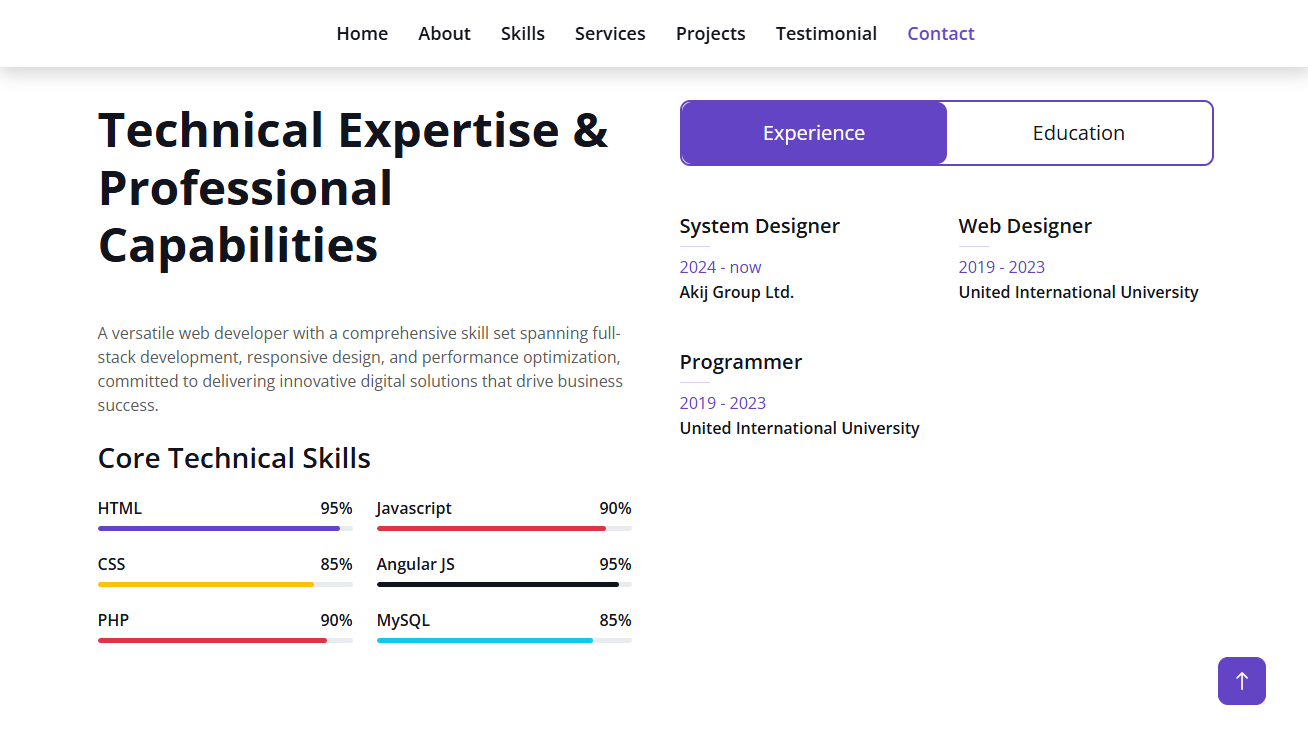 Home About Skills Services Projects Testimonial Contact
Technical Expertise &
Professional
Capabilities
A versatile web developer with a comprehensive skill set spanning full-
stack development, responsive design, and performance optimization,
committed to delivering innovative digital solutions that drive business
success.
Core Technical Skills
HTML 95%
Javascript 90%
CSS 85%
Angular JS 95%
PHP 90%
MySQL 85%
Experience Education
System Designer
2024 - now
Akij Group Ltd.
Web Designer
2019 - 2023
United International University
Programmer
2019 - 2023
United International University